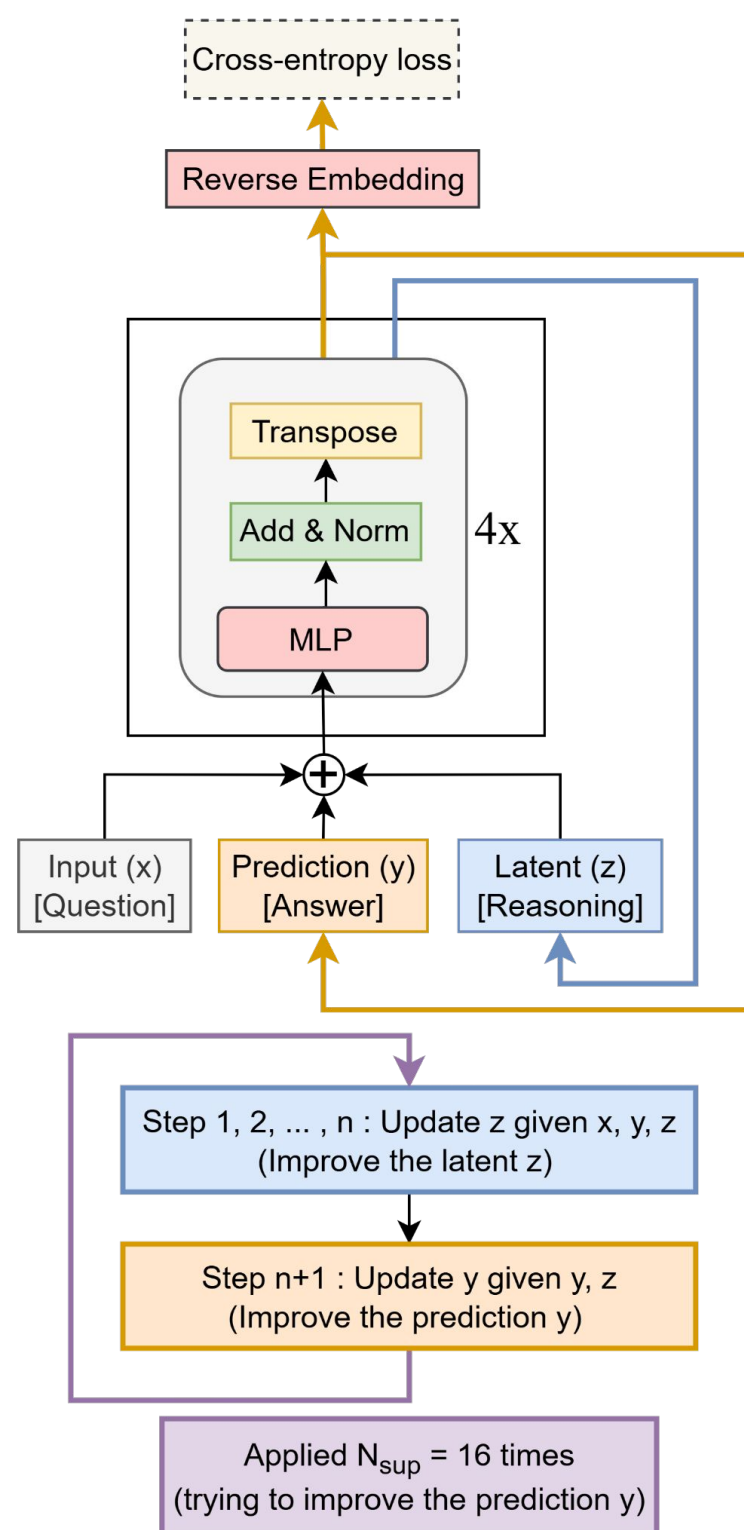 Cross-entropy loss
Reverse Embedding
Transpose
Add & Norm
4x
MLP
+
Input (x)
[Question]
Prediction (y)
[Answer]
Latent (z)
[Reasoning]
Step 1, 2, ... , n : Update z given x, y, z
(Improve the latent z)
Step n+1 : Update y given y, z
(Improve the prediction y)
Applied N_sup = 16 times
(trying to improve the prediction y)